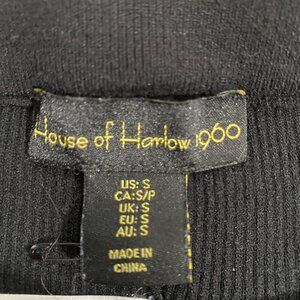 House of Harlow 1960
US: S
CA: S/P
UK: S
EU: S
AU: S
MADE IN
CHINA